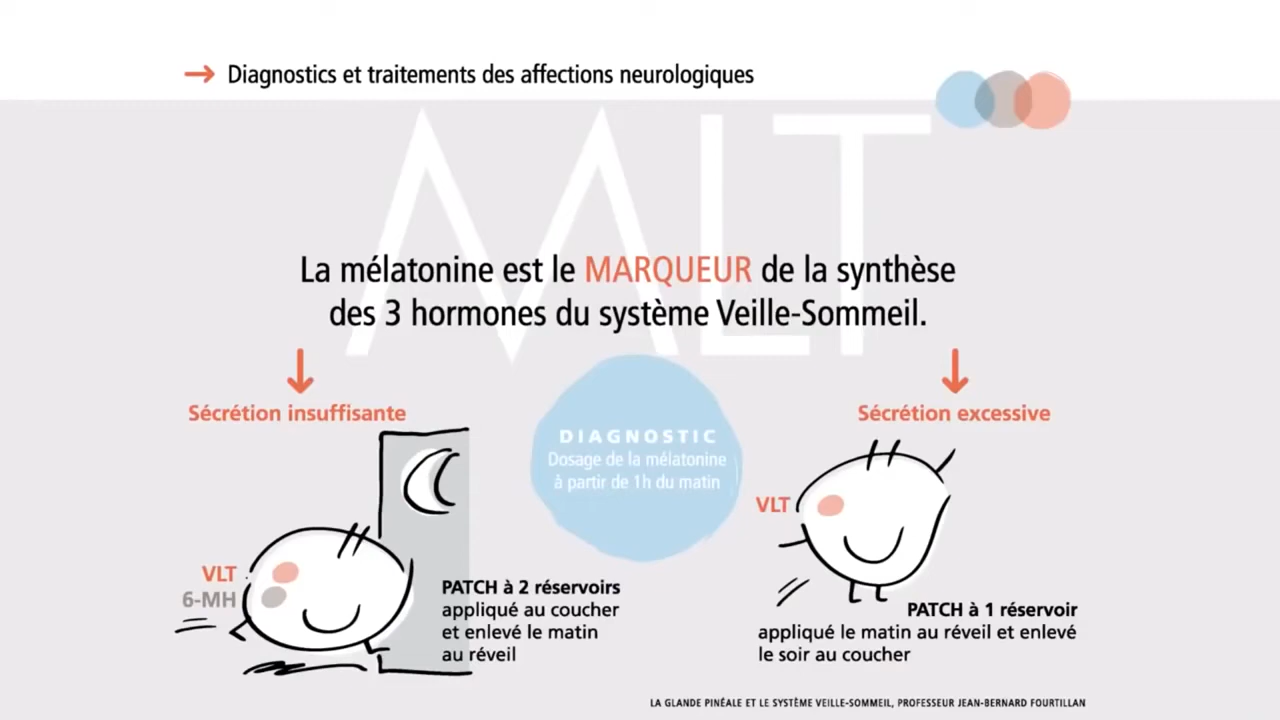 → Diagnostics et traitements des affections neurologiques
MLT
La mélatonine est le MARQUEUR de la synthèse
des 3 hormones du système Veille-Sommeil.
Sécrétion insuffisante
Sécrétion excessive
DIAGNOSTIC
Dosage de la mélatonine
à partir de 1h du matin
VLT
6-MH
PATCH à 2 réservoirs
appliqué au coucher
et enlevé le matin
au réveil
VLT
PATCH à 1 réservoir
appliqué le matin au réveil et enlevé
le soir au coucher
LA GLANDE PINÉALE ET LE SYSTÈME VEILLE-SOMMEIL, PROFESSEUR JEAN-BERNARD FOURTILLAN